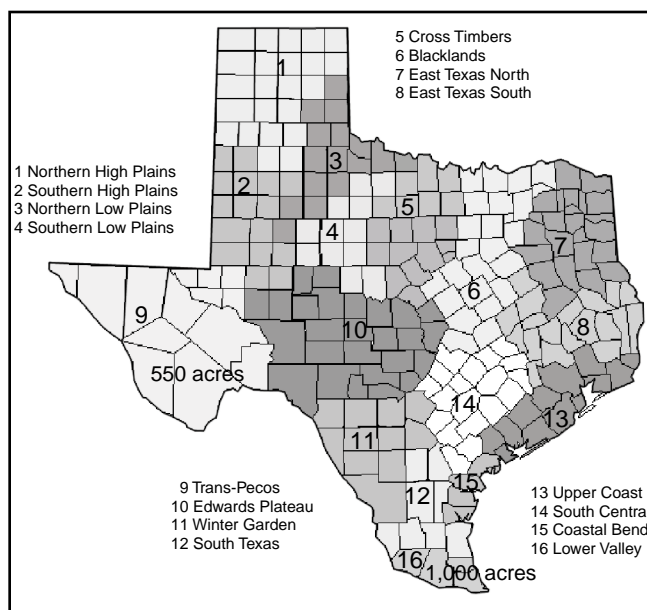 5 Cross Timbers
6 Blacklands
7 East Texas North
8 East Texas South
1 Northern High Plains
2 Southern High Plains
3 Northern Low Plains
4 Southern Low Plains
1
3
2
5
4
7
6
9
10
8
550 acres
14
13
11
15
12
16
1,000 acres
9 Trans-Pecos
10 Edwards Plateau
11 Winter Garden
12 South Texas
13 Upper Coast
14 South Central
15 Coastal Bend
16 Lower Valley